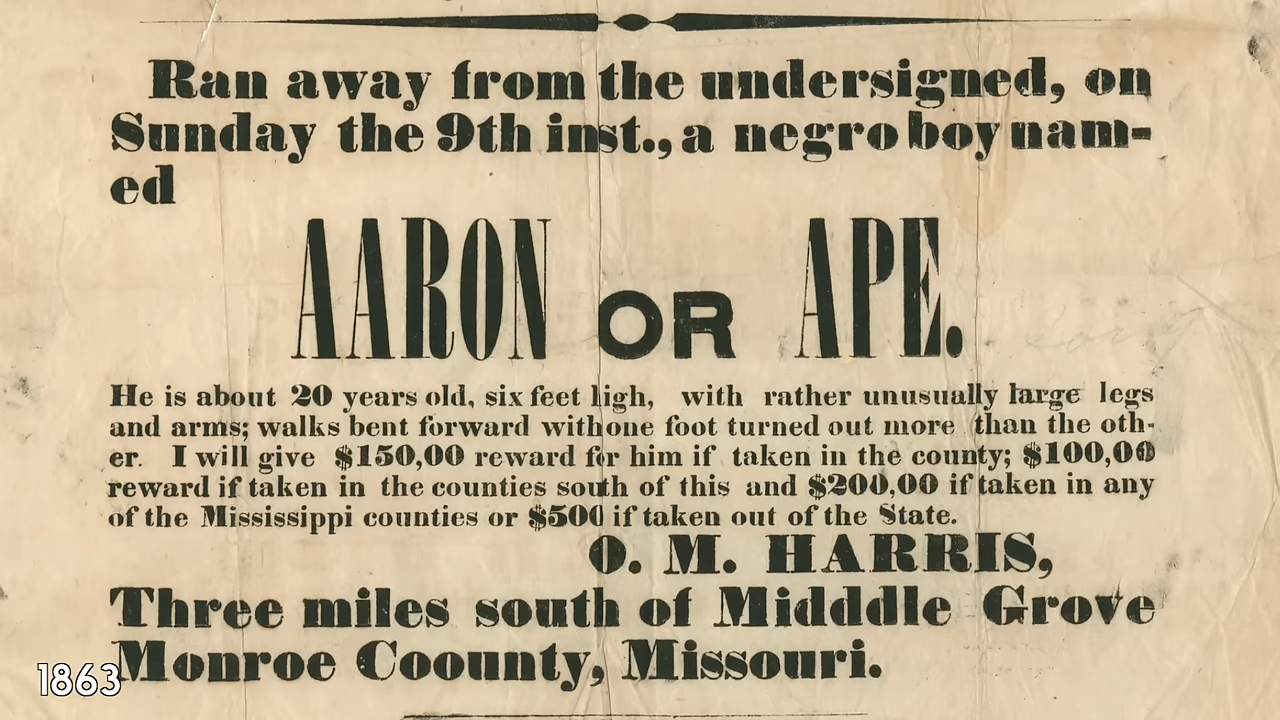 Ran away from the undersigned, on
Sunday the 9th inst., a negro boy nam-
ed
AARON OR APE.
He is about 20 years old, six feet high, with rather unusually large legs
and arms; walks bent forward with one foot turned out more than the oth-
er. I will give $150,00 reward for him if taken in the county; $100,00
reward if taken in the counties south of this and $200,00 if taken in any
of the Mississippi counties or $500 if taken out of the State.
O. M. HARRIS,
Three miles south of Midddle Grove
Monroe Coounty, Missouri.
1863